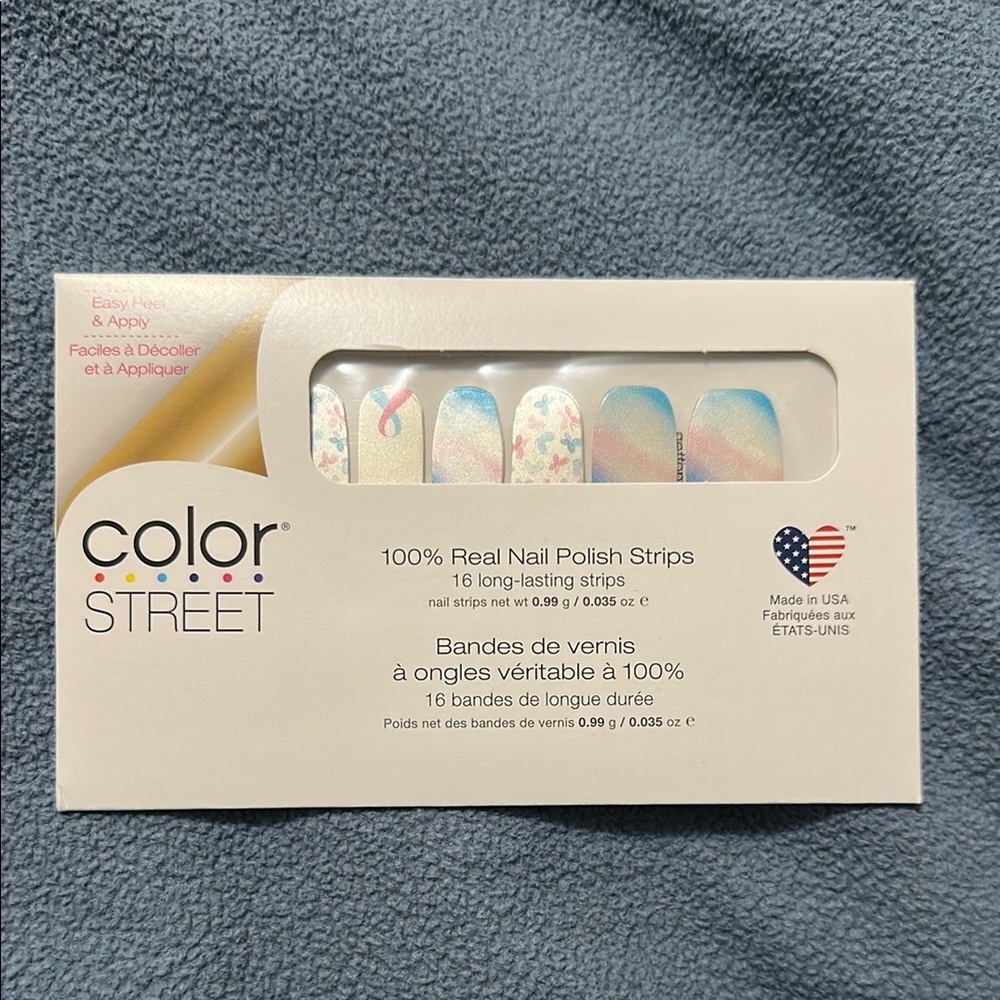 Easy Peel
& Apply
Faciles à Décoller
et à Appliquer
color®
STREET
100% Real Nail Polish Strips
16 long-lasting strips
nail strips net wt 0.99 g / 0.035 oz ℮
Bandes de vernis
à ongles véritable à 100%
16 bandes de longue durée
Poids net des bandes de vernis 0.99 g / 0.035 oz ℮
TM
Made in USA
Fabriquées aux
ÉTATS-UNIS